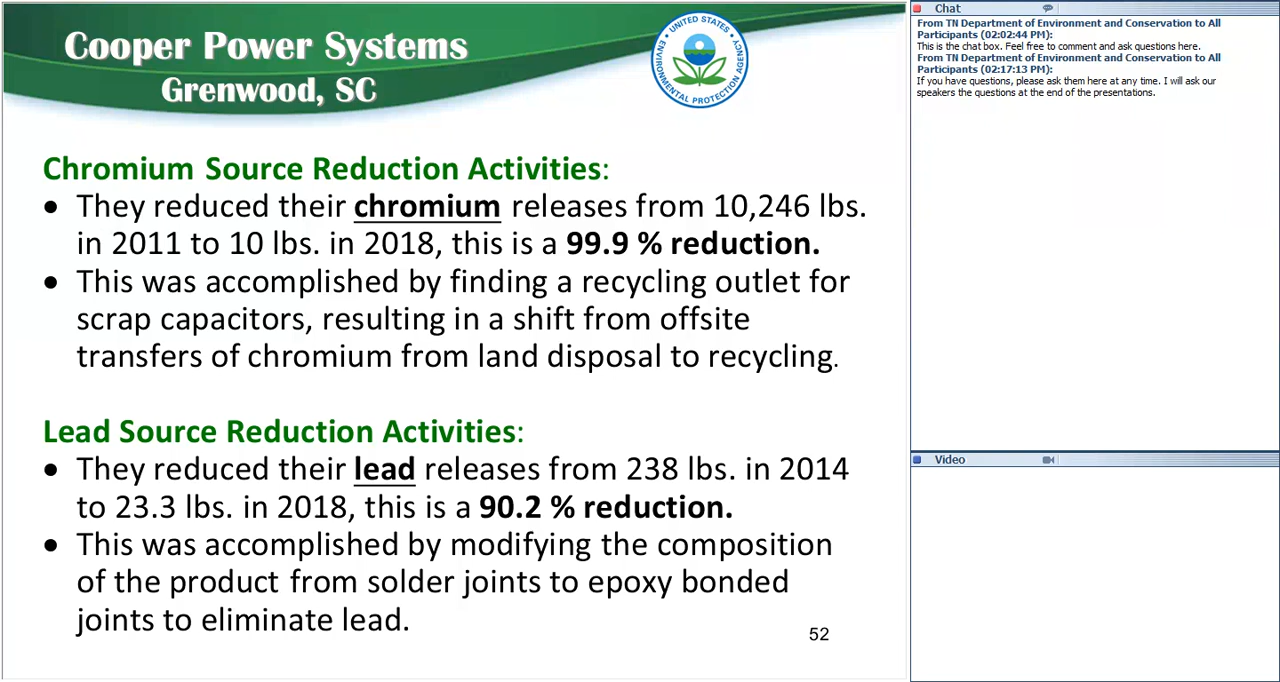 Cooper Power Systems
Grenwood, SC
UNITED STATES
ENVIRONMENTAL PROTECTION AGENCY
Chromium Source Reduction Activities:
• They reduced their chromium releases from 10,246 lbs.
in 2011 to 10 lbs. in 2018, this is a 99.9 % reduction.
• This was accomplished by finding a recycling outlet for
scrap capacitors, resulting in a shift from offsite
transfers of chromium from land disposal to recycling.
Lead Source Reduction Activities:
• They reduced their lead releases from 238 lbs. in 2014
to 23.3 lbs. in 2018, this is a 90.2 % reduction.
• This was accomplished by modifying the composition
of the product from solder joints to epoxy bonded
joints to eliminate lead.
52
Chat
From TN Department of Environment and Conservation to All
Participants (02:02:44 PM):
This is the chat box. Feel free to comment and ask questions here.
From TN Department of Environment and Conservation to All
Participants (02:17:13 PM):
If you have questions, please ask them here at any time. I will ask our
speakers the questions at the end of the presentations.
Video